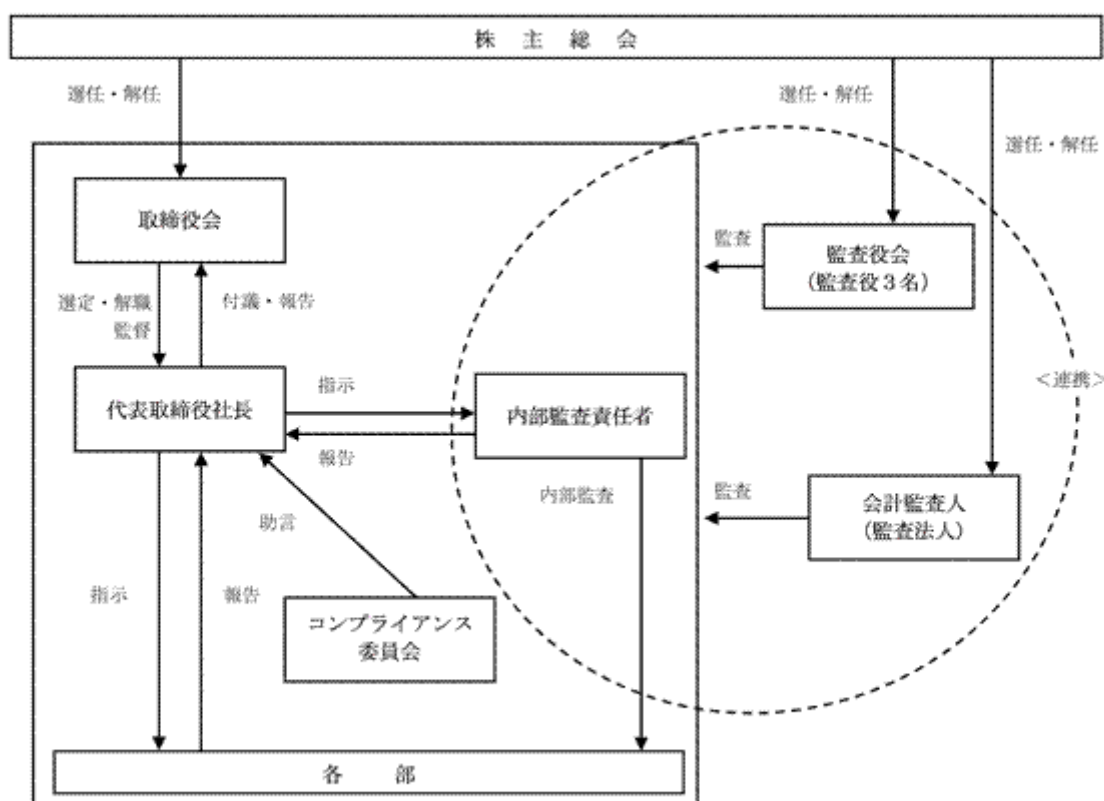 株主総会
選任・解任
選任・解任
選任・解任
取締役会
監査
監査役会
(監査役3名)
選定・解職
監督
付議・報告
<連携>
指示
代表取締役社長
内部監査責任者
報告
内部監査
監査
会計監査人
(監査法人)
助言
指示
報告
コンプライアンス
委員会
各部